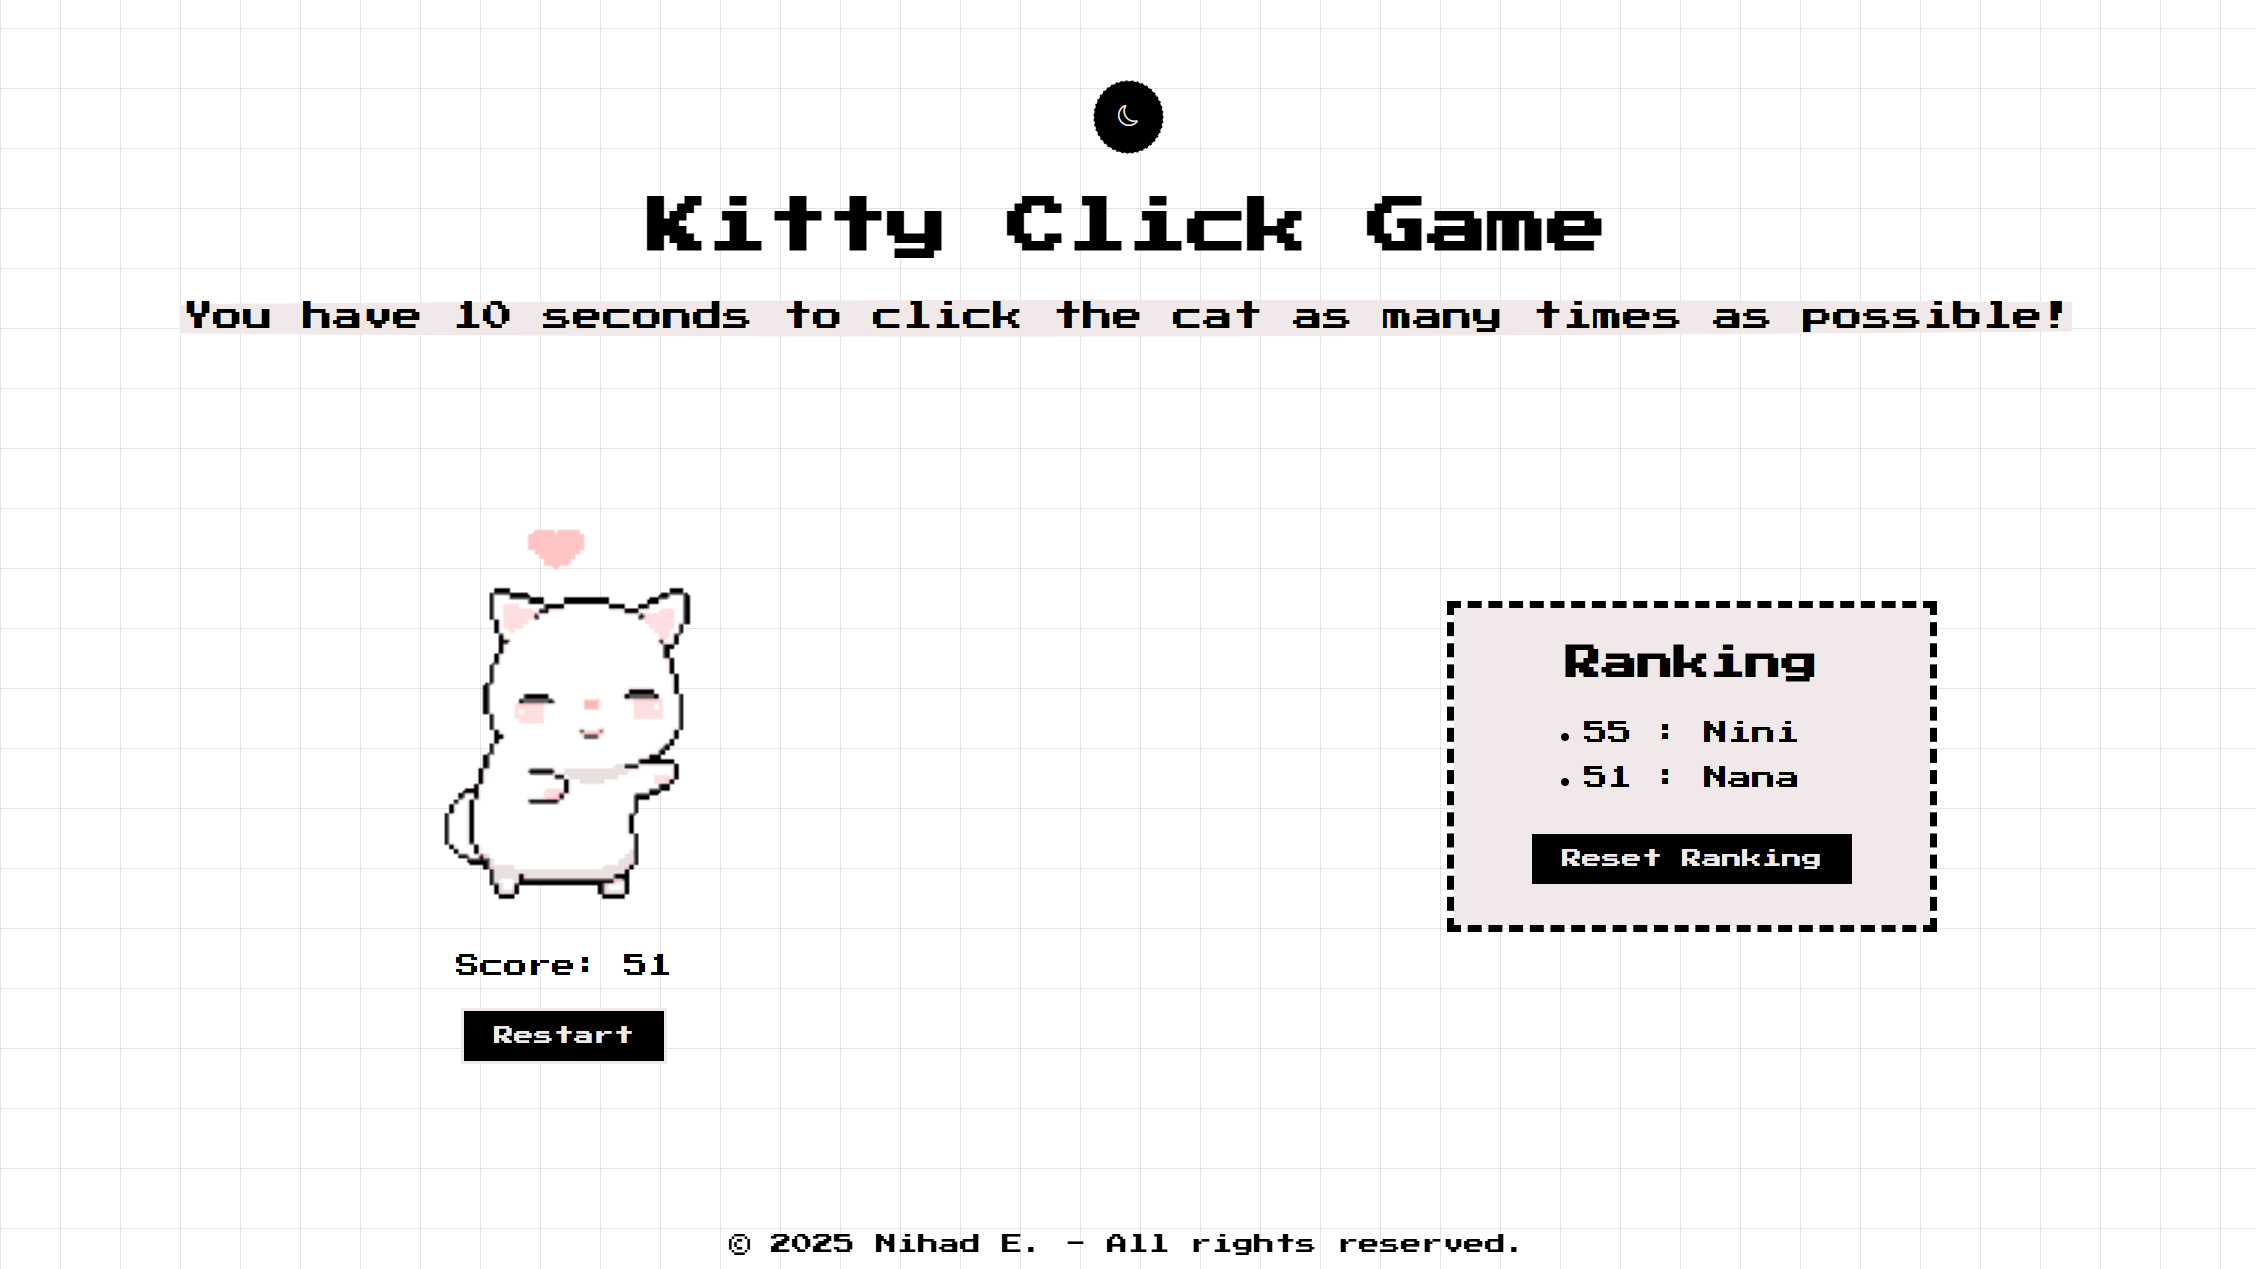 Kitty Click Game
You have 10 seconds to click the cat as many times as possible!
Score: 51
Restart
Ranking
• 55 : Nini
• 51 : Nana
Reset Ranking
© 2025 Nihad E. - All rights reserved.